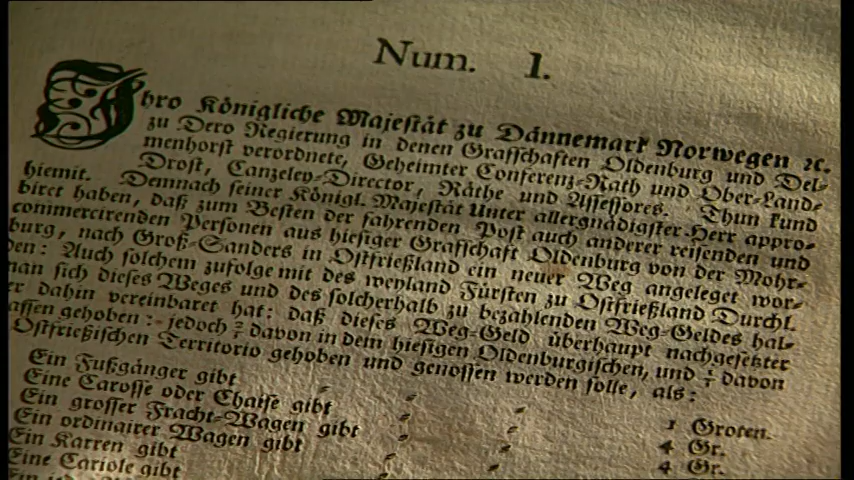 Num. 1.
Ihro Königliche Majestät zu Dännemark Norwegen ꝛc.
zu Dero Regierung in denen Grafschaften Oldenburg und Del-
menhorst verordnete, Geheimter Conferenz-Rath und Ober-Land-
Drost, Canzeley-Director, Räthe und Assessores. Thun kund
hiemit. Demnach seiner Königl. Majestät Unser allergnädigster Herr appro-
biret haben, daß zum Besten der fahrenden Post auch anderer reisenden und
commercirenden Personen aus hiesiger Grafschaft Oldenburg von der Mohr-
burg, nach Groß-Sanders in Ostfrießland ein neuer Weg angeleget wor-
den: Auch solchem zufolge mit des weyland Fürsten zu Ostfrießland Durchl.
man sich dieses Weges und des solcherhalb zu bezahlenden Weg-Geldes hal-
er dahin vereinbaret hat: daß dieses Weg-Geld überhaupt nachgesetzter
assen gehoben: jedoch davon in dem hiesigen Oldenburgischen, und davon
Ostfrießischen Territorio gehoben und genossen werden solle, als:
Ein Fußgänger gibt 1 Groten.
Eine Carosse oder Chaise gibt 4 Gr.
Ein grosser Fracht-Wagen gibt 4 Gr.
Ein ordinairer Wagen gibt
Ein Karren gibt
Eine Cariole gibt